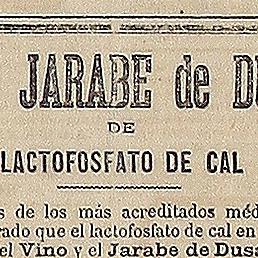 JARABE de DU
DE
LACTOFOSFATO DE CAL
s de los más acreditados méd
rado que el lactofosfato de cal en
el Vino y el Jarabe de Dusa